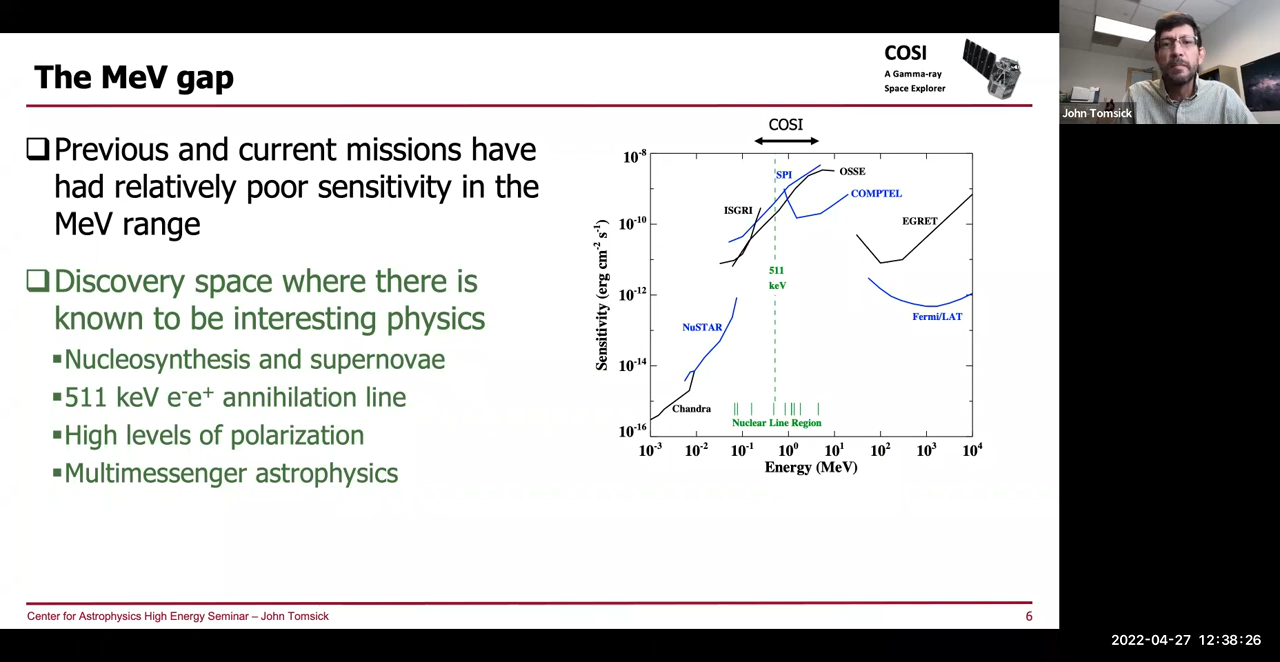 The MeV gap
COSI
A Gamma-ray
Space Explorer
❑Previous and current missions have
had relatively poor sensitivity in the
MeV range
❑Discovery space where there is
known to be interesting physics
▪Nucleosynthesis and supernovae
▪511 keV e⁻e⁺ annihilation line
▪High levels of polarization
▪Multimessenger astrophysics
COSI
Sensitivity (erg cm⁻² s⁻¹)
10⁻⁸
10⁻¹⁰
10⁻¹²
10⁻¹⁴
10⁻¹⁶
SPI
OSSE
COMPTEL
ISGRI
EGRET
511
keV
NuSTAR
Fermi/LAT
Chandra
Nuclear Line Region
10⁻³ 10⁻² 10⁻¹ 10⁰ 10¹ 10² 10³ 10⁴
Energy (MeV)
Center for Astrophysics High Energy Seminar – John Tomsick
6
John Tomsick
2022-04-27 12:38:26